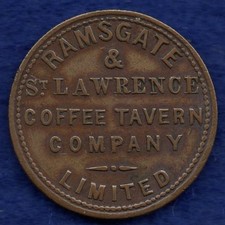 RAMSGATE
&
ST LAWRENCE
COFFEE TAVERN
COMPANY
LIMITED